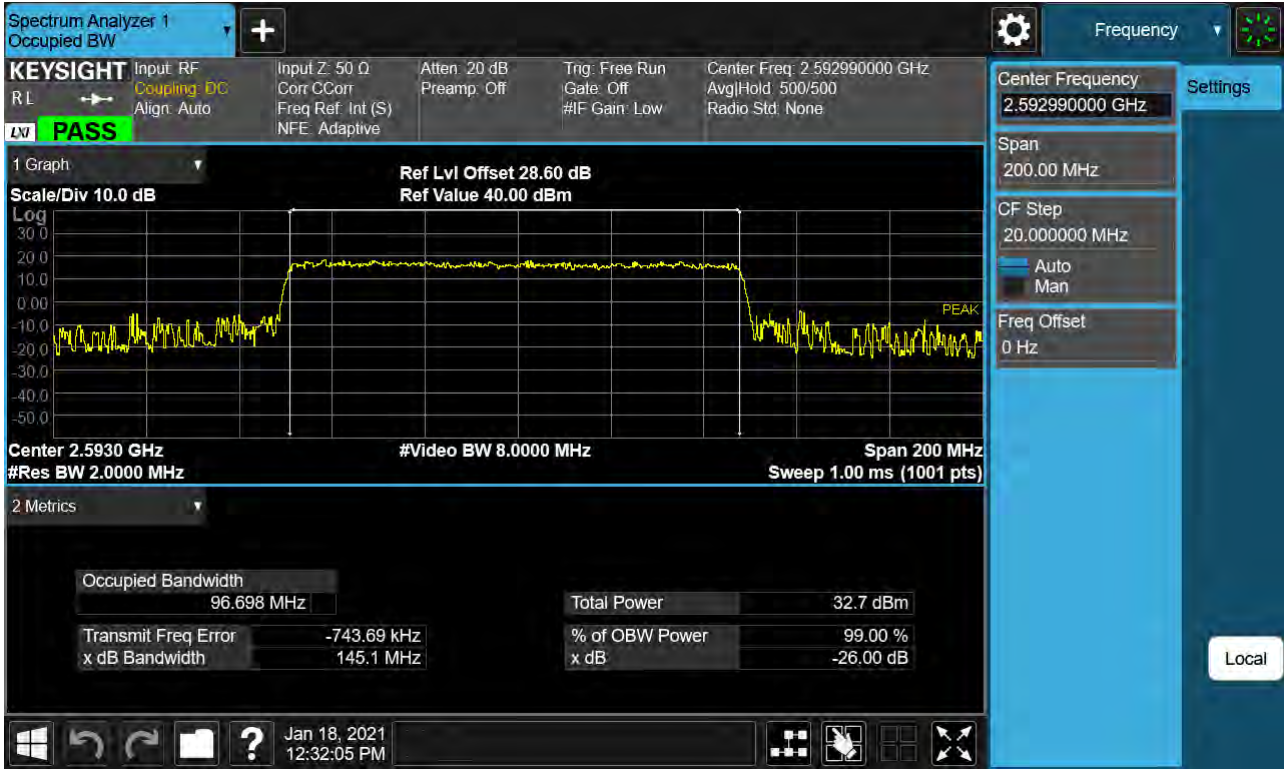 Spectrum Analyzer 1
Occupied BW
+
Frequency
KEYSIGHT
RL
LXI
PASS
Input: RF
Coupling: DC
Align: Auto
Input Z: 50 Ω
Corr CCorr
Freq Ref: Int (S)
NFE: Adaptive
Atten: 20 dB
Preamp: Off
Trig: Free Run
Gate: Off
#IF Gain: Low
Center Freq: 2.592990000 GHz
Avg|Hold: 500/500
Radio Std: None
1 Graph
Scale/Div 10.0 dB
Ref Lvl Offset 28.60 dB
Ref Value 40.00 dBm
Log
30.0
20.0
10.0
0.00
-10.0
-20.0
-30.0
-40.0
-50.0
PEAK
Center 2.5930 GHz
#Video BW 8.0000 MHz
Span 200 MHz
#Res BW 2.0000 MHz
Sweep 1.00 ms (1001 pts)
2 Metrics
Occupied Bandwidth
96.698 MHz
Total Power 32.7 dBm
Transmit Freq Error -743.69 kHz
% of OBW Power 99.00 %
x dB Bandwidth 145.1 MHz
x dB -26.00 dB
Center Frequency
2.592990000 GHz
Span
200.00 MHz
CF Step
20.000000 MHz
Auto
Man
Freq Offset
0 Hz
Settings
Local
?
Jan 18, 2021
12:32:05 PM